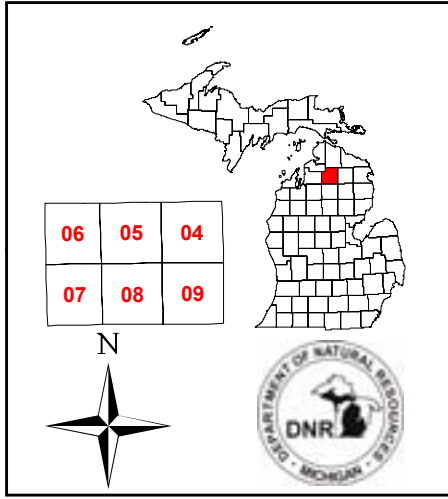 06 05 04
07 08 09
N
DEPARTMENT OF NATURAL RESOURCES
DNR
MICHIGAN